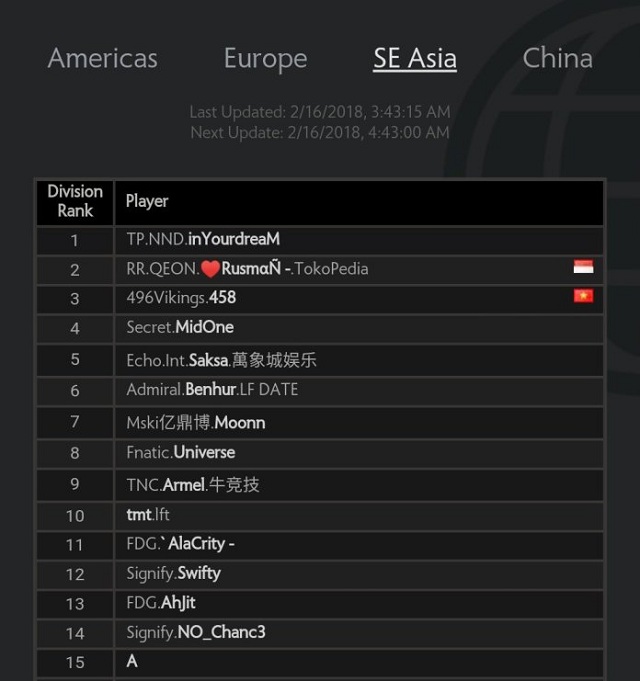 Americas Europe SE Asia China
Last Updated: 2/16/2018, 3:43:15 AM
Next Update: 2/16/2018, 4:43:00 AM
Division Rank Player
1 TP.NND.inYourdreaM
2 RR.QEON.❤RusmαÑ -.TokoPedia
3 496Vikings.458
4 Secret.MidOne
5 Echo.Int.Saksa.萬象城娱乐
6 Admiral.Benhur.LF DATE
7 Mski亿鼎博.Moonn
8 Fnatic.Universe
9 TNC.Armel.牛竞技
10 tmt.lft
11 FDG.` AlaCrity -
12 Signify.Swifty
13 FDG.AhJit
14 Signify.NO_Chanc3
15 A